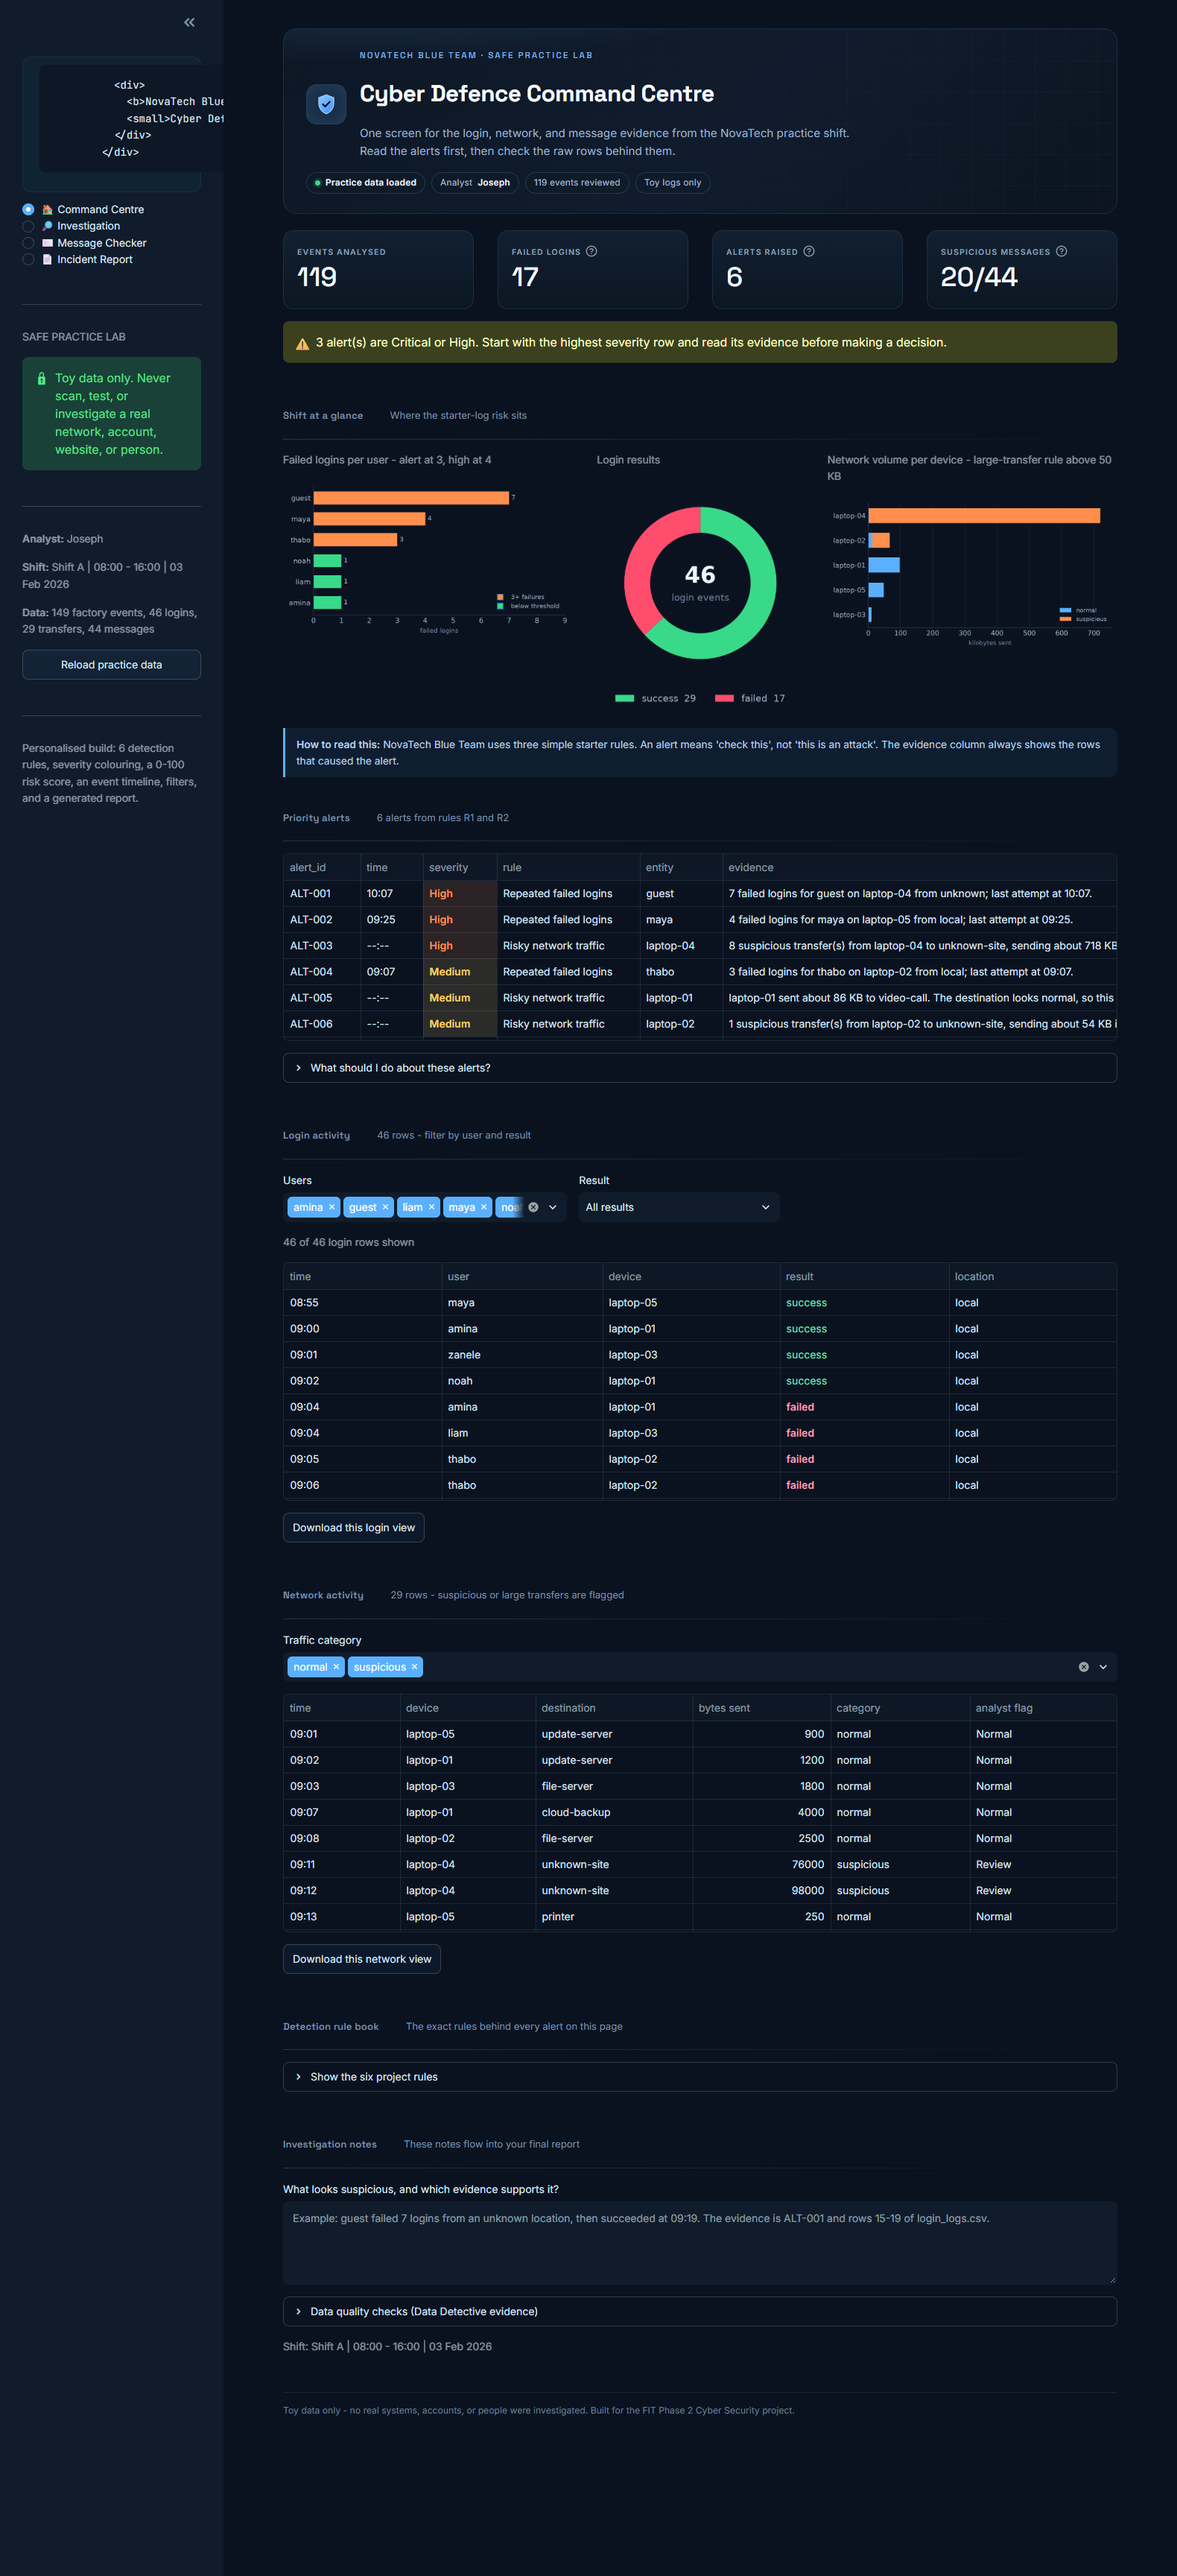 <div>
<b>NovaTech Blue
<small>Cyber Def
</div>
</div>
Command Centre
Investigation
Message Checker
Incident Report
SAFE PRACTICE LAB
Toy data only. Never
scan, test, or
investigate a real
network, account,
website, or person.
Analyst: Joseph
Shift: Shift A | 08:00 - 16:00 | 03
Feb 2026
Data: 149 factory events, 46 logins,
29 transfers, 44 messages
Reload practice data
Personalised build: 6 detection
rules, severity colouring, a 0-100
risk score, an event timeline, filters,
and a generated report.
NOVATECH BLUE TEAM · SAFE PRACTICE LAB
Cyber Defence Command Centre
One screen for the login, network, and message evidence from the NovaTech practice shift.
Read the alerts first, then check the raw rows behind them.
Practice data loaded Analyst Joseph 119 events reviewed Toy logs only
EVENTS ANALYSED
119
FAILED LOGINS
17
ALERTS RAISED
6
SUSPICIOUS MESSAGES
20/44
3 alert(s) are Critical or High. Start with the highest severity row and read its evidence before making a decision.
Shift at a glance Where the starter-log risk sits
Failed logins per user - alert at 3, high at 4
guest 7
maya 4
thabo 3
noah 1
liam 1
amina 1
3+ failures
below threshold
0 1 2 3 4 5 6 7 8 9
failed logins
Login results
46
login events
success 29 failed 17
Network volume per device - large-transfer rule above 50
KB
laptop-04
laptop-02
laptop-01
laptop-05
laptop-03
normal
suspicious
0 100 200 300 400 500 600 700
kilobytes sent
How to read this: NovaTech Blue Team uses three simple starter rules. An alert means 'check this', not 'this is an attack'. The evidence column always shows the rows
that caused the alert.
Priority alerts 6 alerts from rules R1 and R2
alert_id time severity rule entity evidence
ALT-001 10:07 High Repeated failed logins guest 7 failed logins for guest on laptop-04 from unknown; last attempt at 10:07.
ALT-002 09:25 High Repeated failed logins maya 4 failed logins for maya on laptop-05 from local; last attempt at 09:25.
ALT-003 --:-- High Risky network traffic laptop-04 8 suspicious transfer(s) from laptop-04 to unknown-site, sending about 718 KB
ALT-004 09:07 Medium Repeated failed logins thabo 3 failed logins for thabo on laptop-02 from local; last attempt at 09:07.
ALT-005 --:-- Medium Risky network traffic laptop-01 laptop-01 sent about 86 KB to video-call. The destination looks normal, so this
ALT-006 --:-- Medium Risky network traffic laptop-02 1 suspicious transfer(s) from laptop-02 to unknown-site, sending about 54 KB i
What should I do about these alerts?
Login activity 46 rows - filter by user and result
Users
amina guest liam maya noa
Result
All results
46 of 46 login rows shown
time user device result location
08:55 maya laptop-05 success local
09:00 amina laptop-01 success local
09:01 zanele laptop-03 success local
09:02 noah laptop-01 success local
09:04 amina laptop-01 failed local
09:04 liam laptop-03 failed local
09:05 thabo laptop-02 failed local
09:06 thabo laptop-02 failed local
Download this login view
Network activity 29 rows - suspicious or large transfers are flagged
Traffic category
normal suspicious
time device destination bytes sent category analyst flag
09:01 laptop-05 update-server 900 normal Normal
09:02 laptop-01 update-server 1200 normal Normal
09:03 laptop-03 file-server 1800 normal Normal
09:07 laptop-01 cloud-backup 4000 normal Normal
09:08 laptop-02 file-server 2500 normal Normal
09:11 laptop-04 unknown-site 76000 suspicious Review
09:12 laptop-04 unknown-site 98000 suspicious Review
09:13 laptop-05 printer 250 normal Normal
Download this network view
Detection rule book The exact rules behind every alert on this page
Show the six project rules
Investigation notes These notes flow into your final report
What looks suspicious, and which evidence supports it?
Example: guest failed 7 logins from an unknown location, then succeeded at 09:19. The evidence is ALT-001 and rows 15-19 of login_logs.csv.
Data quality checks (Data Detective evidence)
Shift: Shift A | 08:00 - 16:00 | 03 Feb 2026
Toy data only - no real systems, accounts, or people were investigated. Built for the FIT Phase 2 Cyber Security project.